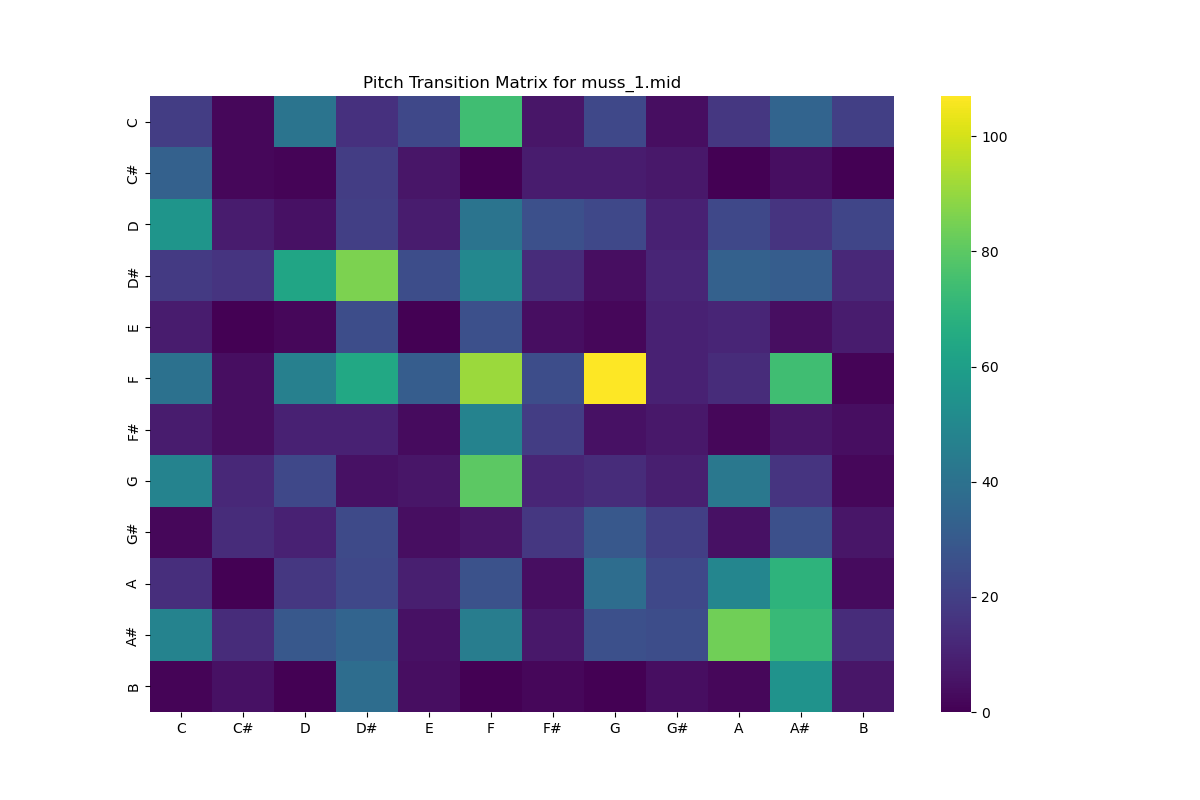 Pitch Transition Matrix for muss_1.mid
C
C#
D
D#
E
F
F#
G
G#
A
A#
B
C C# D D# E F F# G G# A A# B
100
80
60
40
20
0